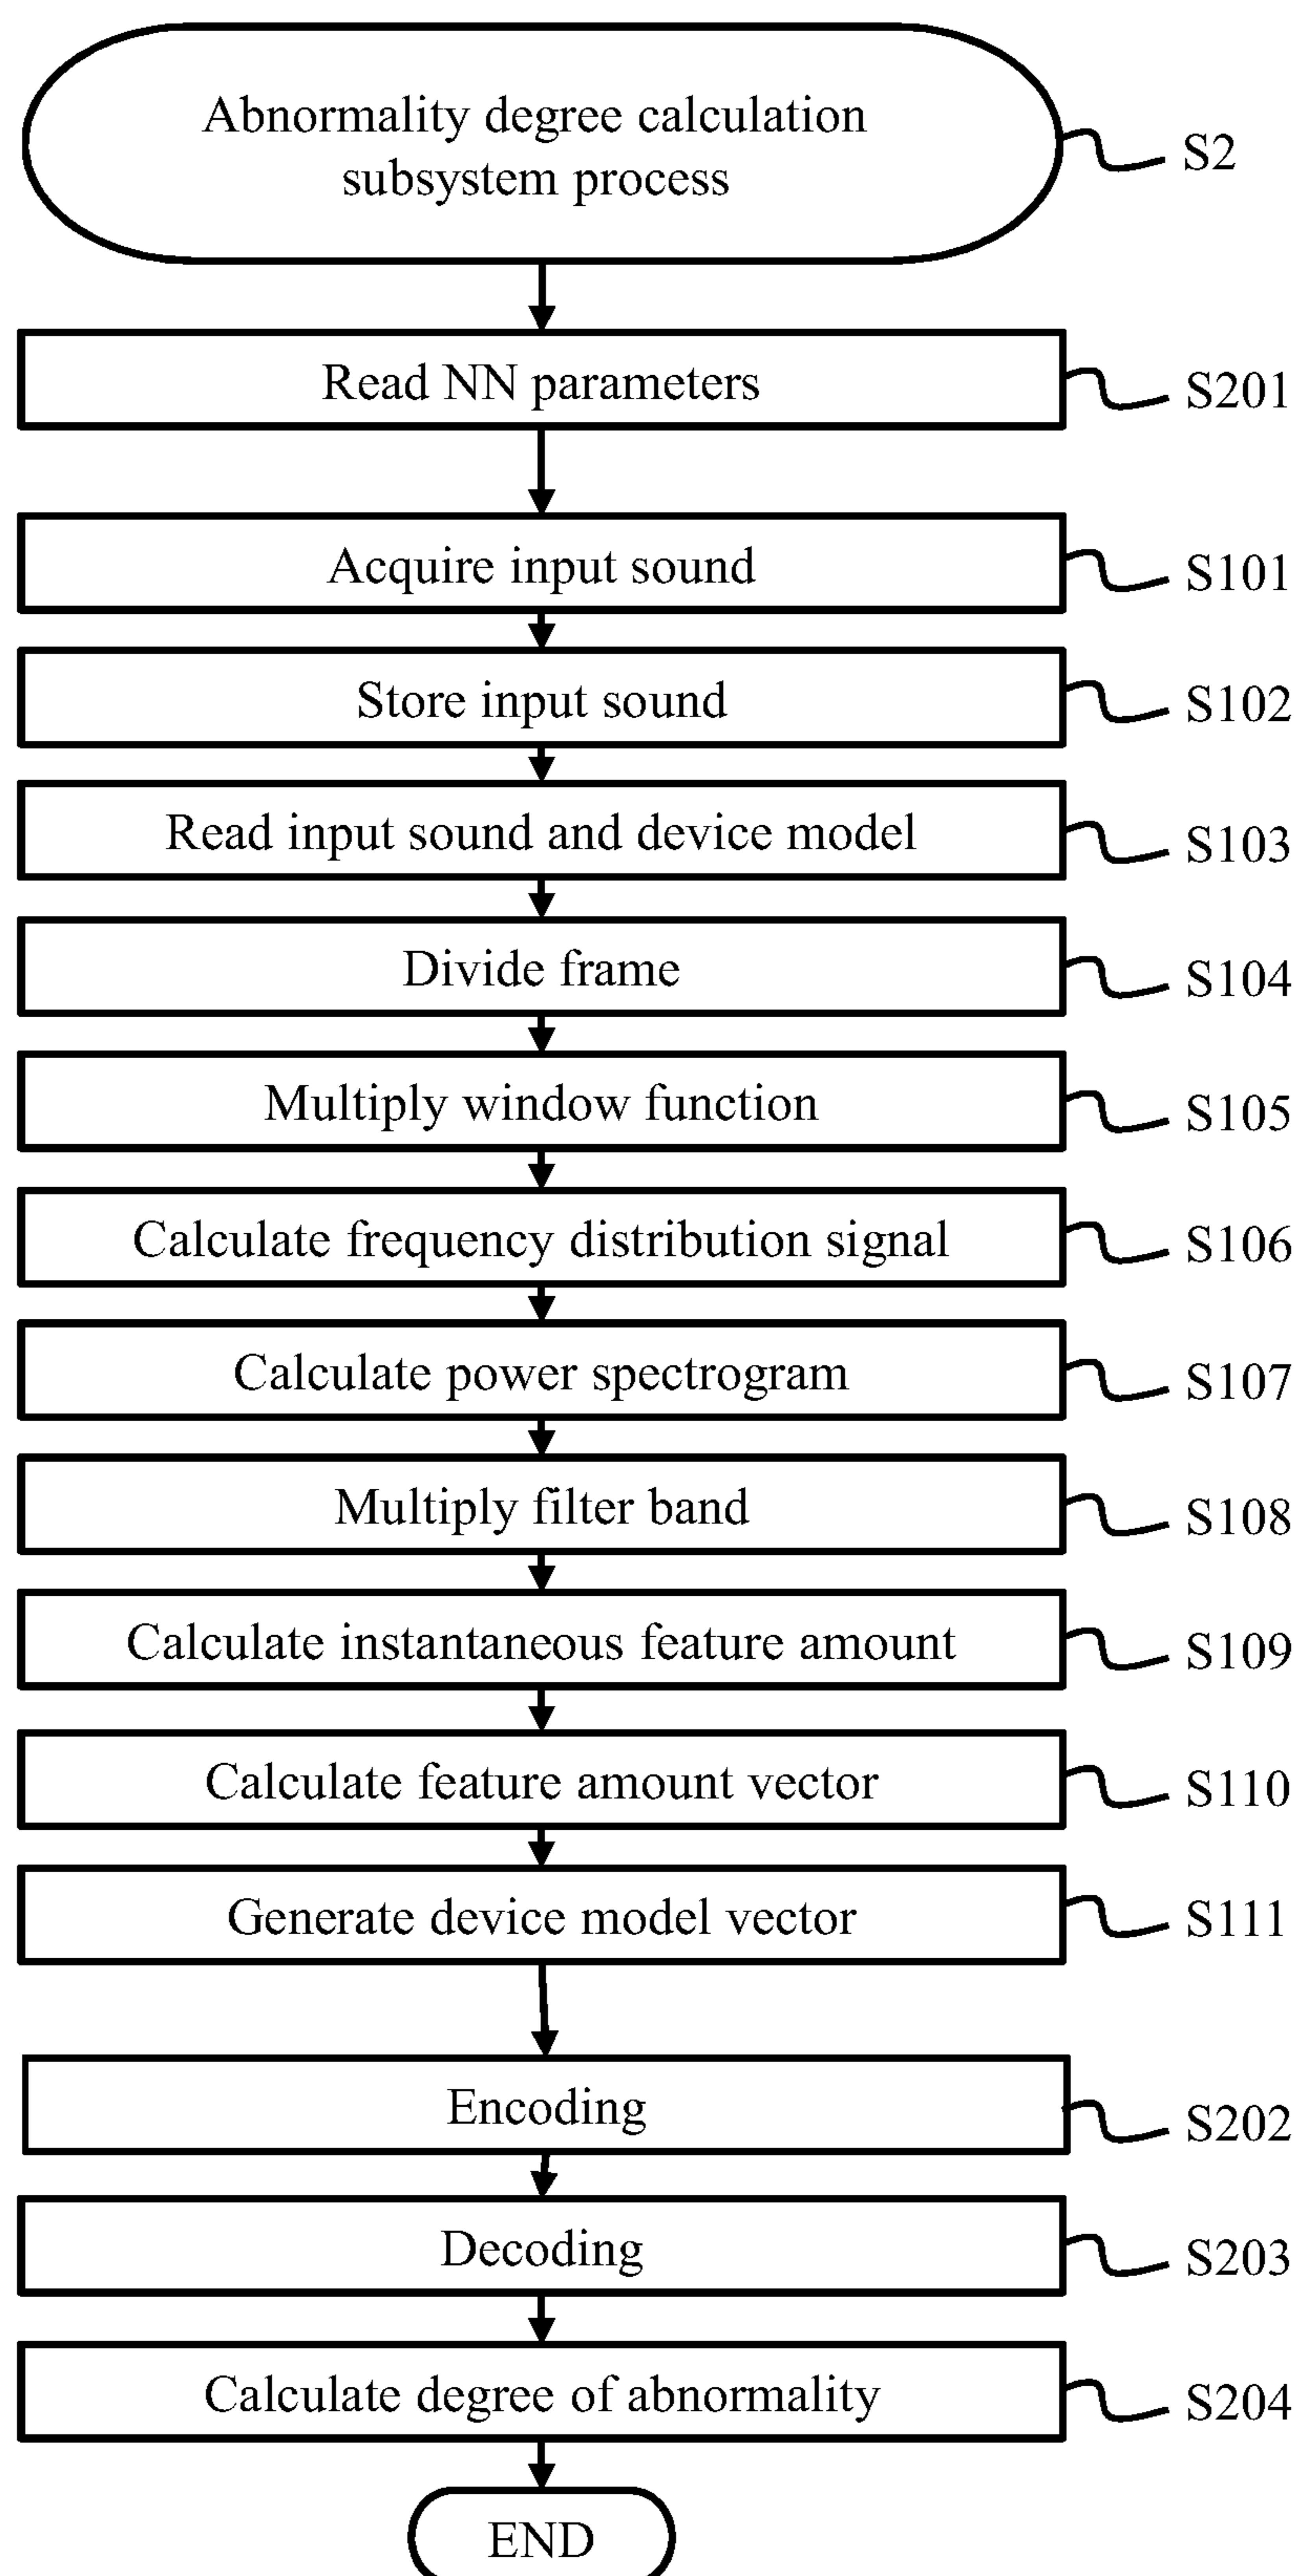 Abnormality degree calculation
subsystem process
S2
Read NN parameters
S201
Acquire input sound
S101
Store input sound
S102
Read input sound and device model
S103
Divide frame
S104
Multiply window function
S105
Calculate frequency distribution signal
S106
Calculate power spectrogram
S107
Multiply filter band
S108
Calculate instantaneous feature amount
S109
Calculate feature amount vector
S110
Generate device model vector
S111
Encoding
S202
Decoding
S203
Calculate degree of abnormality
S204
END